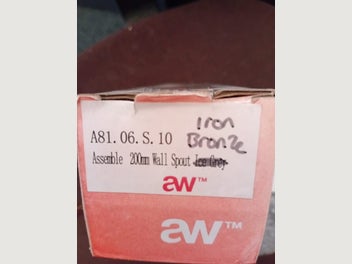 Iron
A81.06.S.10 Bronze
Assemble 200mm Wall Spout Ice Grey
aw™
aw™